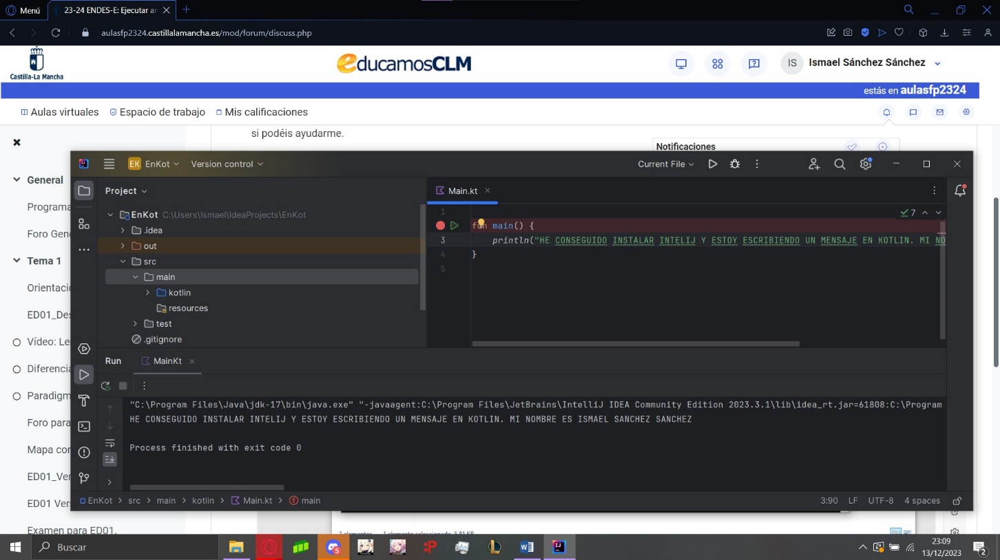 Menú
23-24 ENDES-E: Ejecutar
aulasfp2324.castillalamancha.es/mod/forum/discuss.php
Castilla-La Mancha
educamosCLM
IS
Ismael Sánchez Sánchez
estás en aulasfp2324
Aulas virtuales
Espacio de trabajo
Mis calificaciones
si podéis ayudarme.
Notificaciones
General
Programa
Foro Gen
Tema 1
Orientaci
ED01_Des
Vídeo: Le
Diferencia
Paradigm
Foro para
Mapa con
ED01_Ver
ED01 Ver
Examen para ED01.
EK EnKot
Version control
Current File
Project
EnKot C:\Users\Ismael\IdeaProjects\EnKot
.idea
out
src
main
kotlin
resources
test
.gitignore
Main.kt
7
1
fun main() {
3 println("HE CONSEGUIDO INSTALAR INTELIJ Y ESTOY ESCRIBIENDO UN MENSAJE EN KOTLIN. MI NO
4 }
5
Run
MainKt
"C:\Program Files\Java\jdk-17\bin\java.exe" "-javaagent:C:\Program Files\JetBrains\IntelliJ IDEA Community Edition 2023.3.1\lib\idea_rt.jar=61808:C:\Program
HE CONSEGUIDO INSTALAR INTELIJ Y ESTOY ESCRIBIENDO UN MENSAJE EN KOTLIN. MI NOMBRE ES ISMAEL SANCHEZ SANCHEZ
Process finished with exit code 0
EnKot > src > main > kotlin > Main.kt > main
3:90 LF UTF-8 4 spaces
Buscar
5
23:09
13/12/2023
2